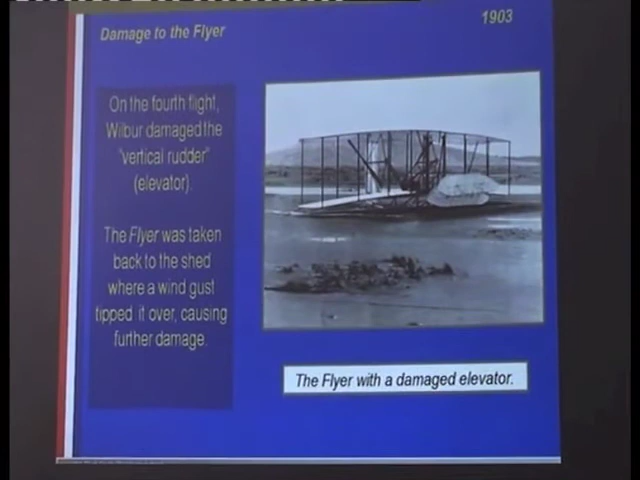 Damage to the Flyer
1903
On the fourth flight,
Wilbur damaged the
"vertical rudder"
(elevator).
The Flyer was taken
back to the shed
where a wind gust
tipped it over, causing
further damage.
The Flyer with a damaged elevator.